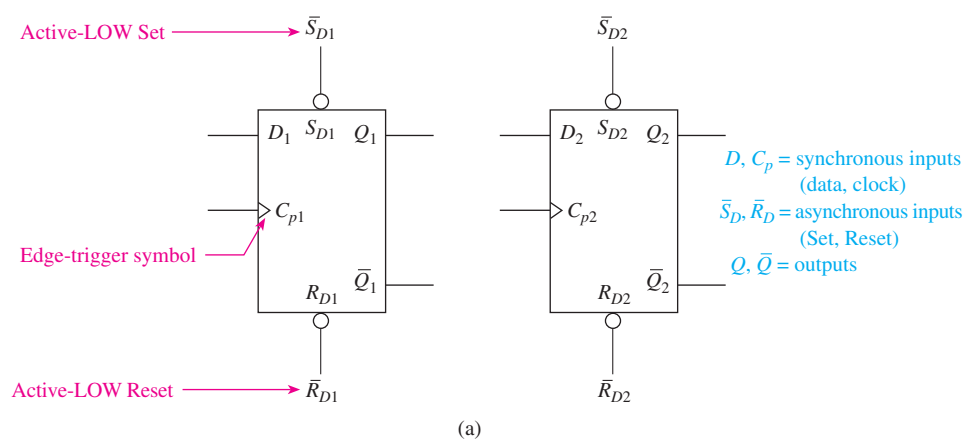 Active-LOW Set
S̄D1
S̄D2
D1 SD1 Q1
D2 SD2 Q2
D, Cp = synchronous inputs
(data, clock)
Cp1
Cp2
S̄D, R̄D = asynchronous inputs
(Set, Reset)
Edge-trigger symbol
Q, Q̄ = outputs
RD1 Q̄1
RD2 Q̄2
Active-LOW Reset
R̄D1
R̄D2
(a)